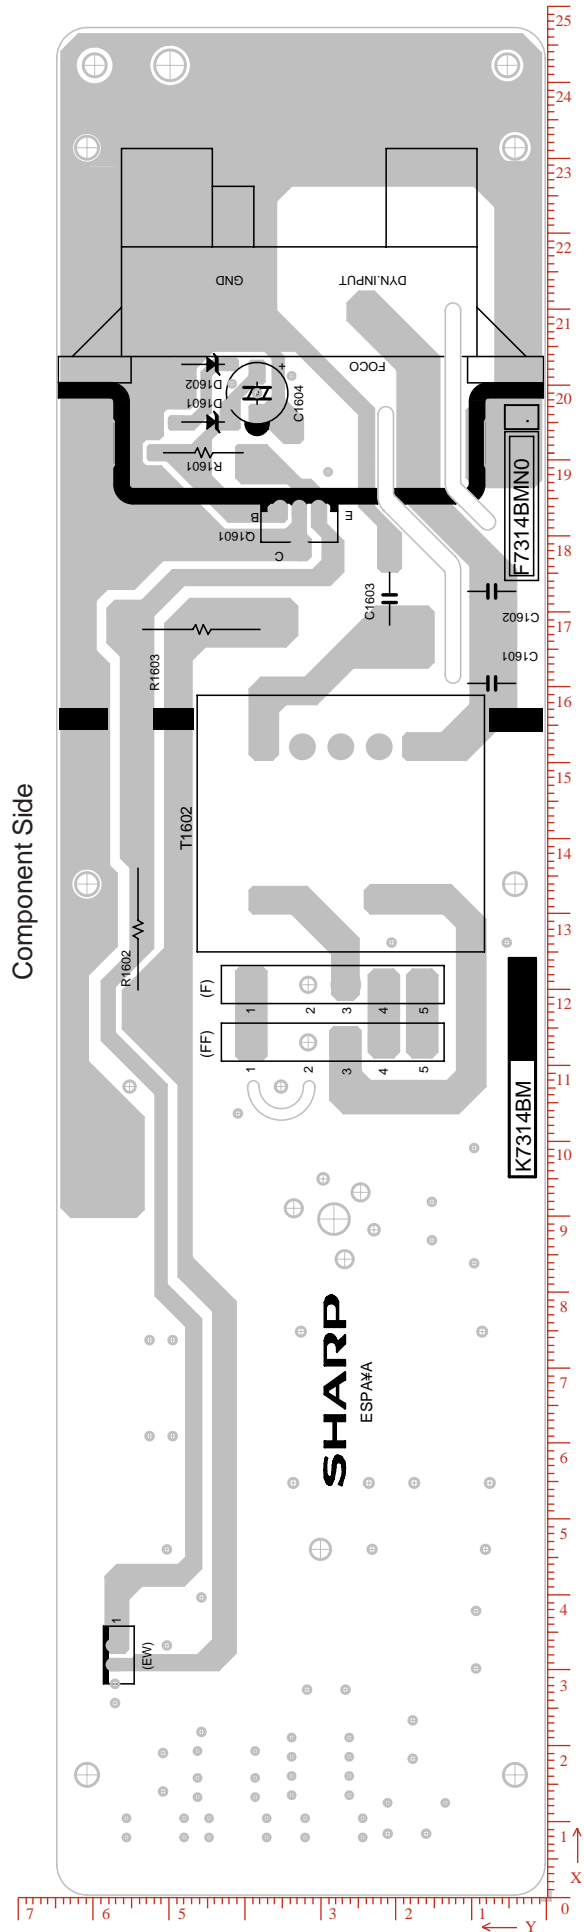 Component Side
25
24
23
22
21
20
19
18
17
16
15
14
13
12
11
10
9
8
7
6
5
4
3
2
1
0
X
7
6
5
3
2
1
Y
GND
DYN.INPUT
FOCO
D1602
D1601
+
C1604
R1601
B
E
Q1601
C
F7314BMN0
C1603
C1602
C1601
R1603
T1602
R1602
(F)
1
2
3
4
5
(FF)
1
2
3
4
5
K7314BM
SHARP
ESPA¥A
1
(EW)